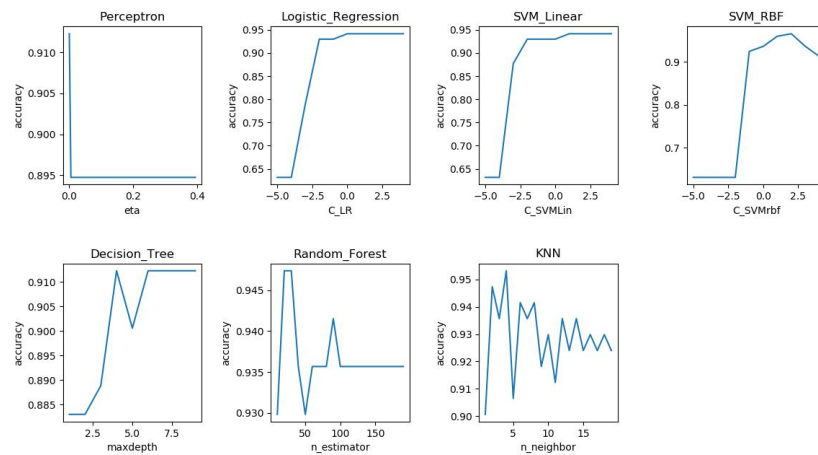 Perceptron
accuracy
0.910
0.905
0.900
0.895
0.0
0.2
0.4
eta
Logistic_Regression
accuracy
0.95
0.90
0.85
0.80
0.75
0.70
0.65
−5.0
−2.5
0.0
2.5
C_LR
SVM_Linear
accuracy
0.95
0.90
0.85
0.80
0.75
0.70
0.65
−5.0
−2.5
0.0
2.5
C_SVMLin
SVM_RBF
accuracy
0.9
0.8
0.7
−5.0
−2.5
0.0
2.5
C_SVMrbf
Decision_Tree
accuracy
0.910
0.905
0.900
0.895
0.890
0.885
2.5
5.0
7.5
maxdepth
Random_Forest
accuracy
0.945
0.940
0.935
0.930
50
100
150
n_estimator
KNN
accuracy
0.95
0.94
0.93
0.92
0.91
0.90
5
10
15
n_neighbor